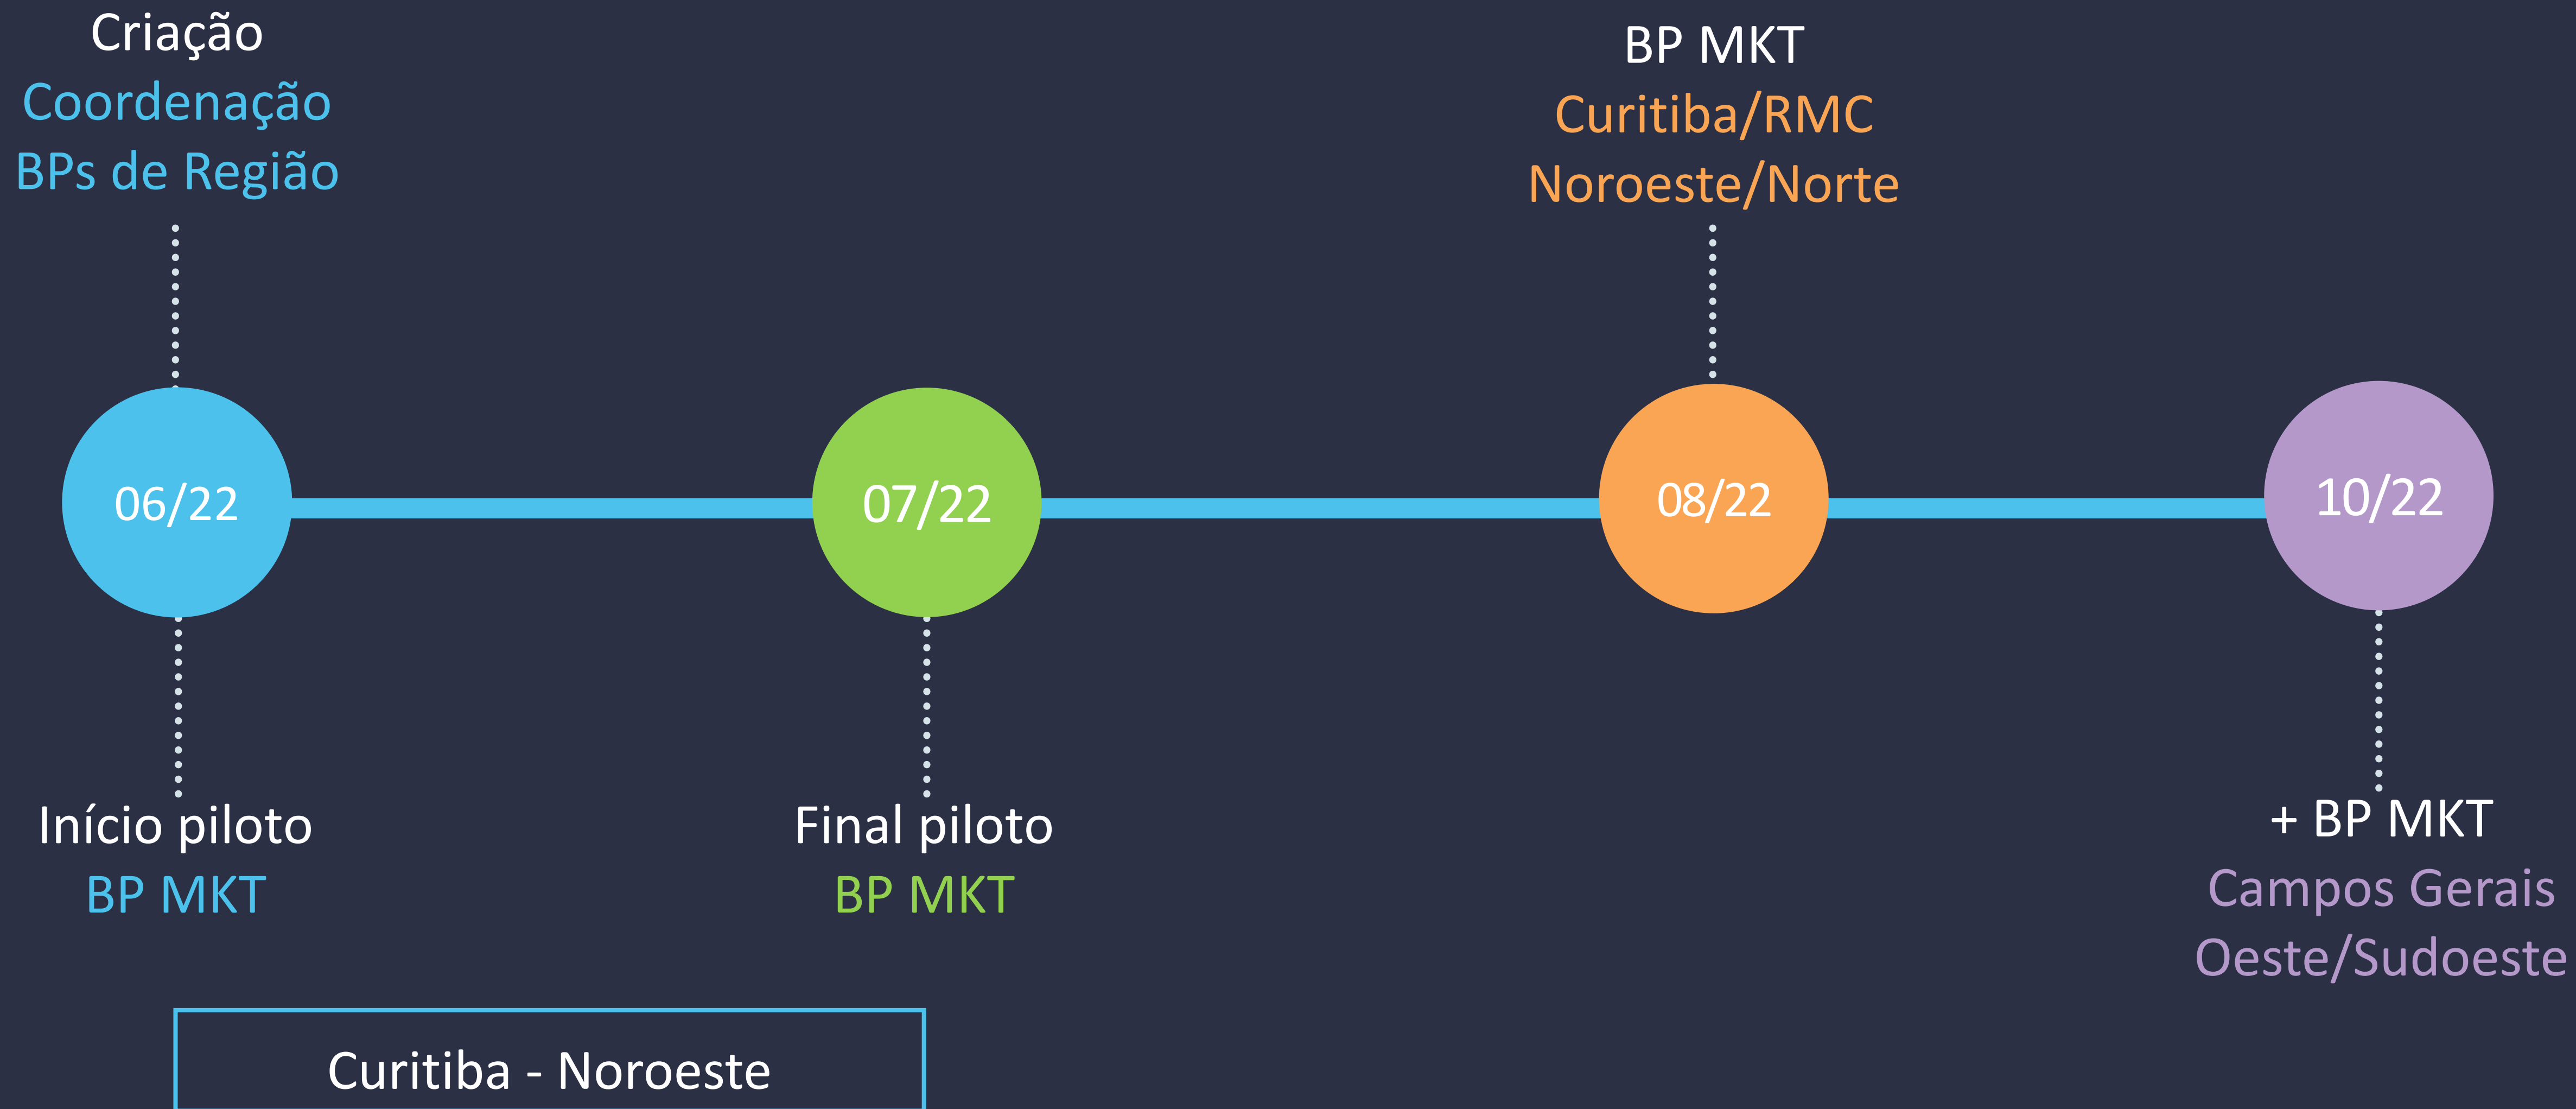 Criação
Coordenação
BPs de Região
BP MKT
Curitiba/RMC
Noroeste/Norte
06/22
07/22
08/22
10/22
Início piloto
BP MKT
Final piloto
BP MKT
+ BP MKT
Campos Gerais
Oeste/Sudoeste
Curitiba - Noroeste